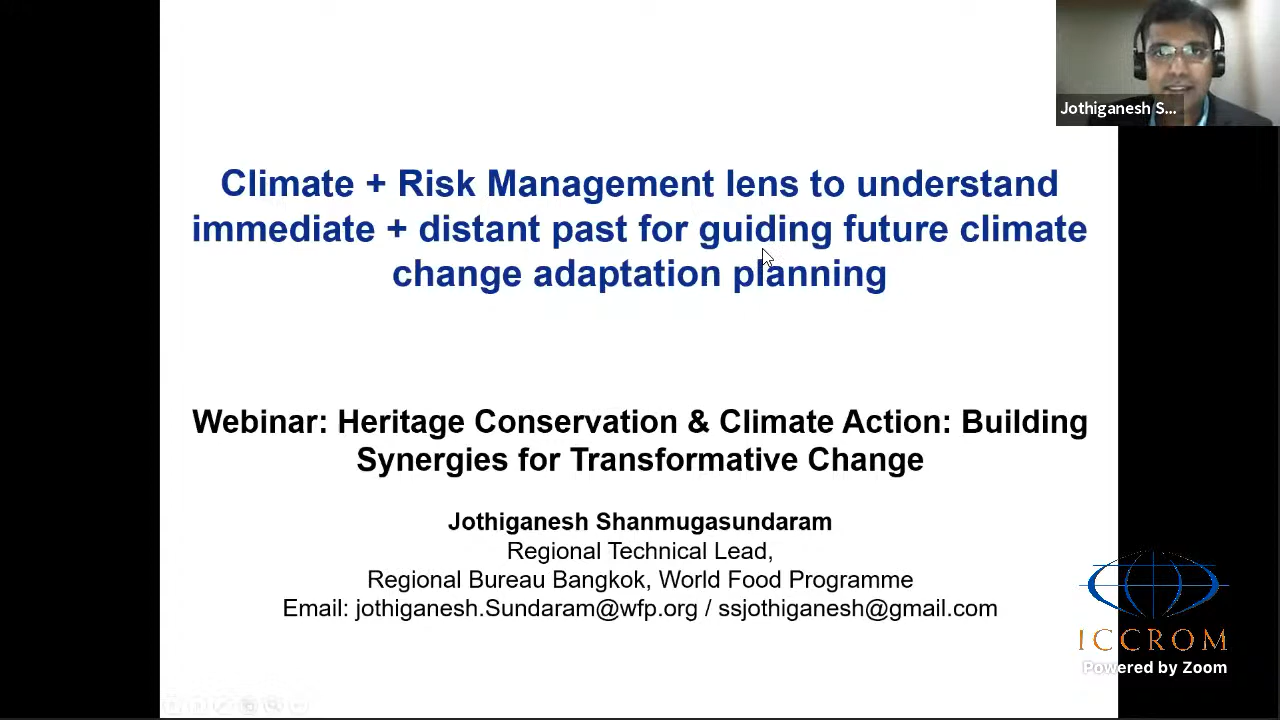 Jothiganesh S...
Climate + Risk Management lens to understand
immediate + distant past for guiding future climate
change adaptation planning
Webinar: Heritage Conservation & Climate Action: Building
Synergies for Transformative Change
Jothiganesh Shanmugasundaram
Regional Technical Lead,
Regional Bureau Bangkok, World Food Programme
Email: jothiganesh.Sundaram@wfp.org / ssjothiganesh@gmail.com
ICCROM
Powered by Zoom